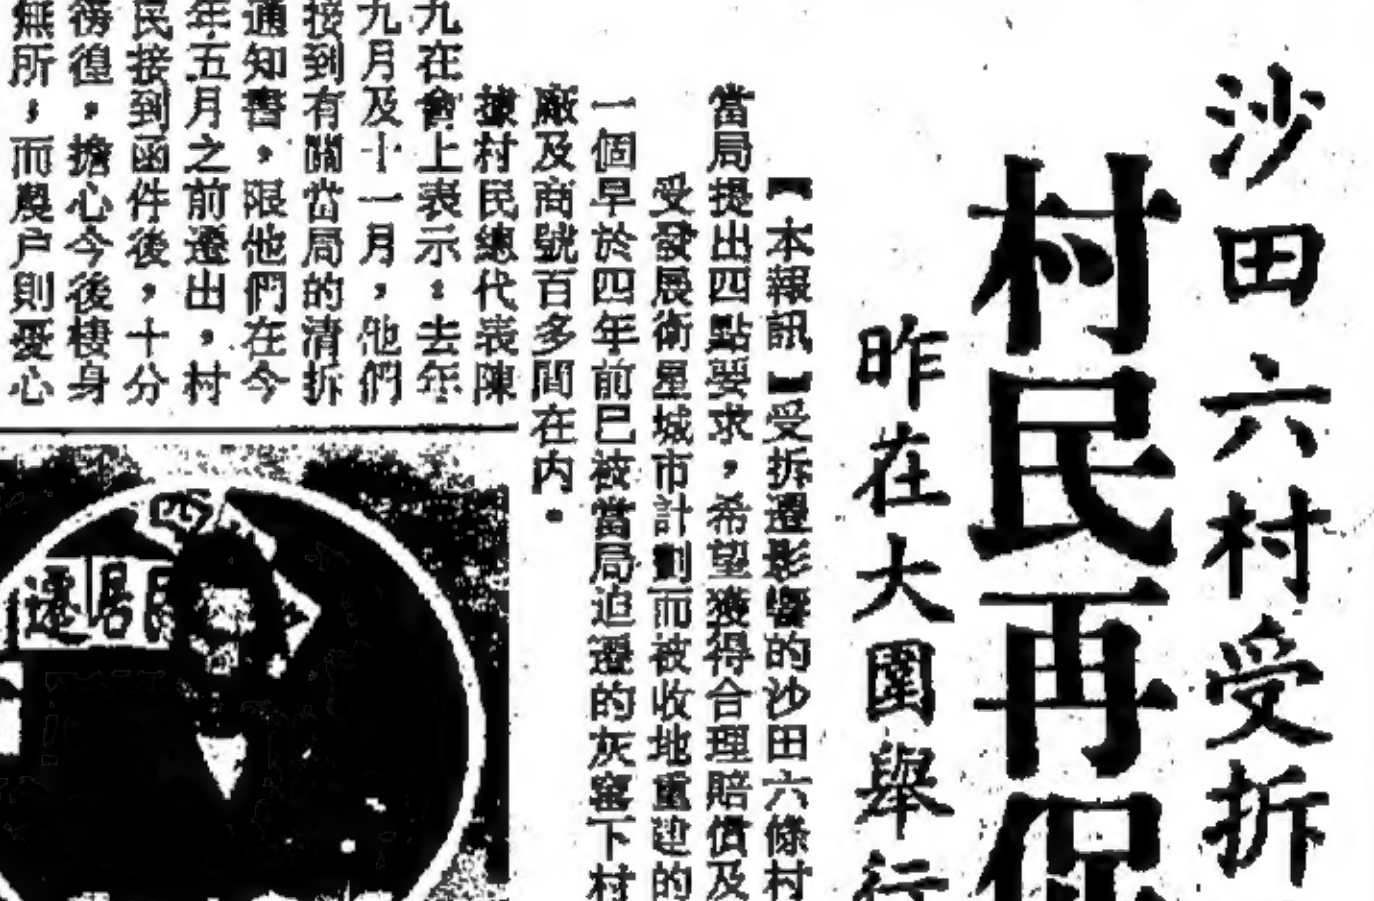 沙田六村受拆
村民再
昨在大圍舉行
【本報訊】受拆遷影響的沙田六條村
當局提出四點要求，希望獲得合理賠償及
受發展衛星城市計劃而被收地重建的
一個早於四年前已被當局迫遷的灰窰下村
廠及商號百多間在內。
據村民總代表陳
九在會上表示：去年
九月及十一月，他們
接到有關當局的清拆
通知書，限他們在今
年五月之前遷出，村
民接到函件後，十分
徬徨，擔心今後棲身
無所，而農户則憂心
遷居民